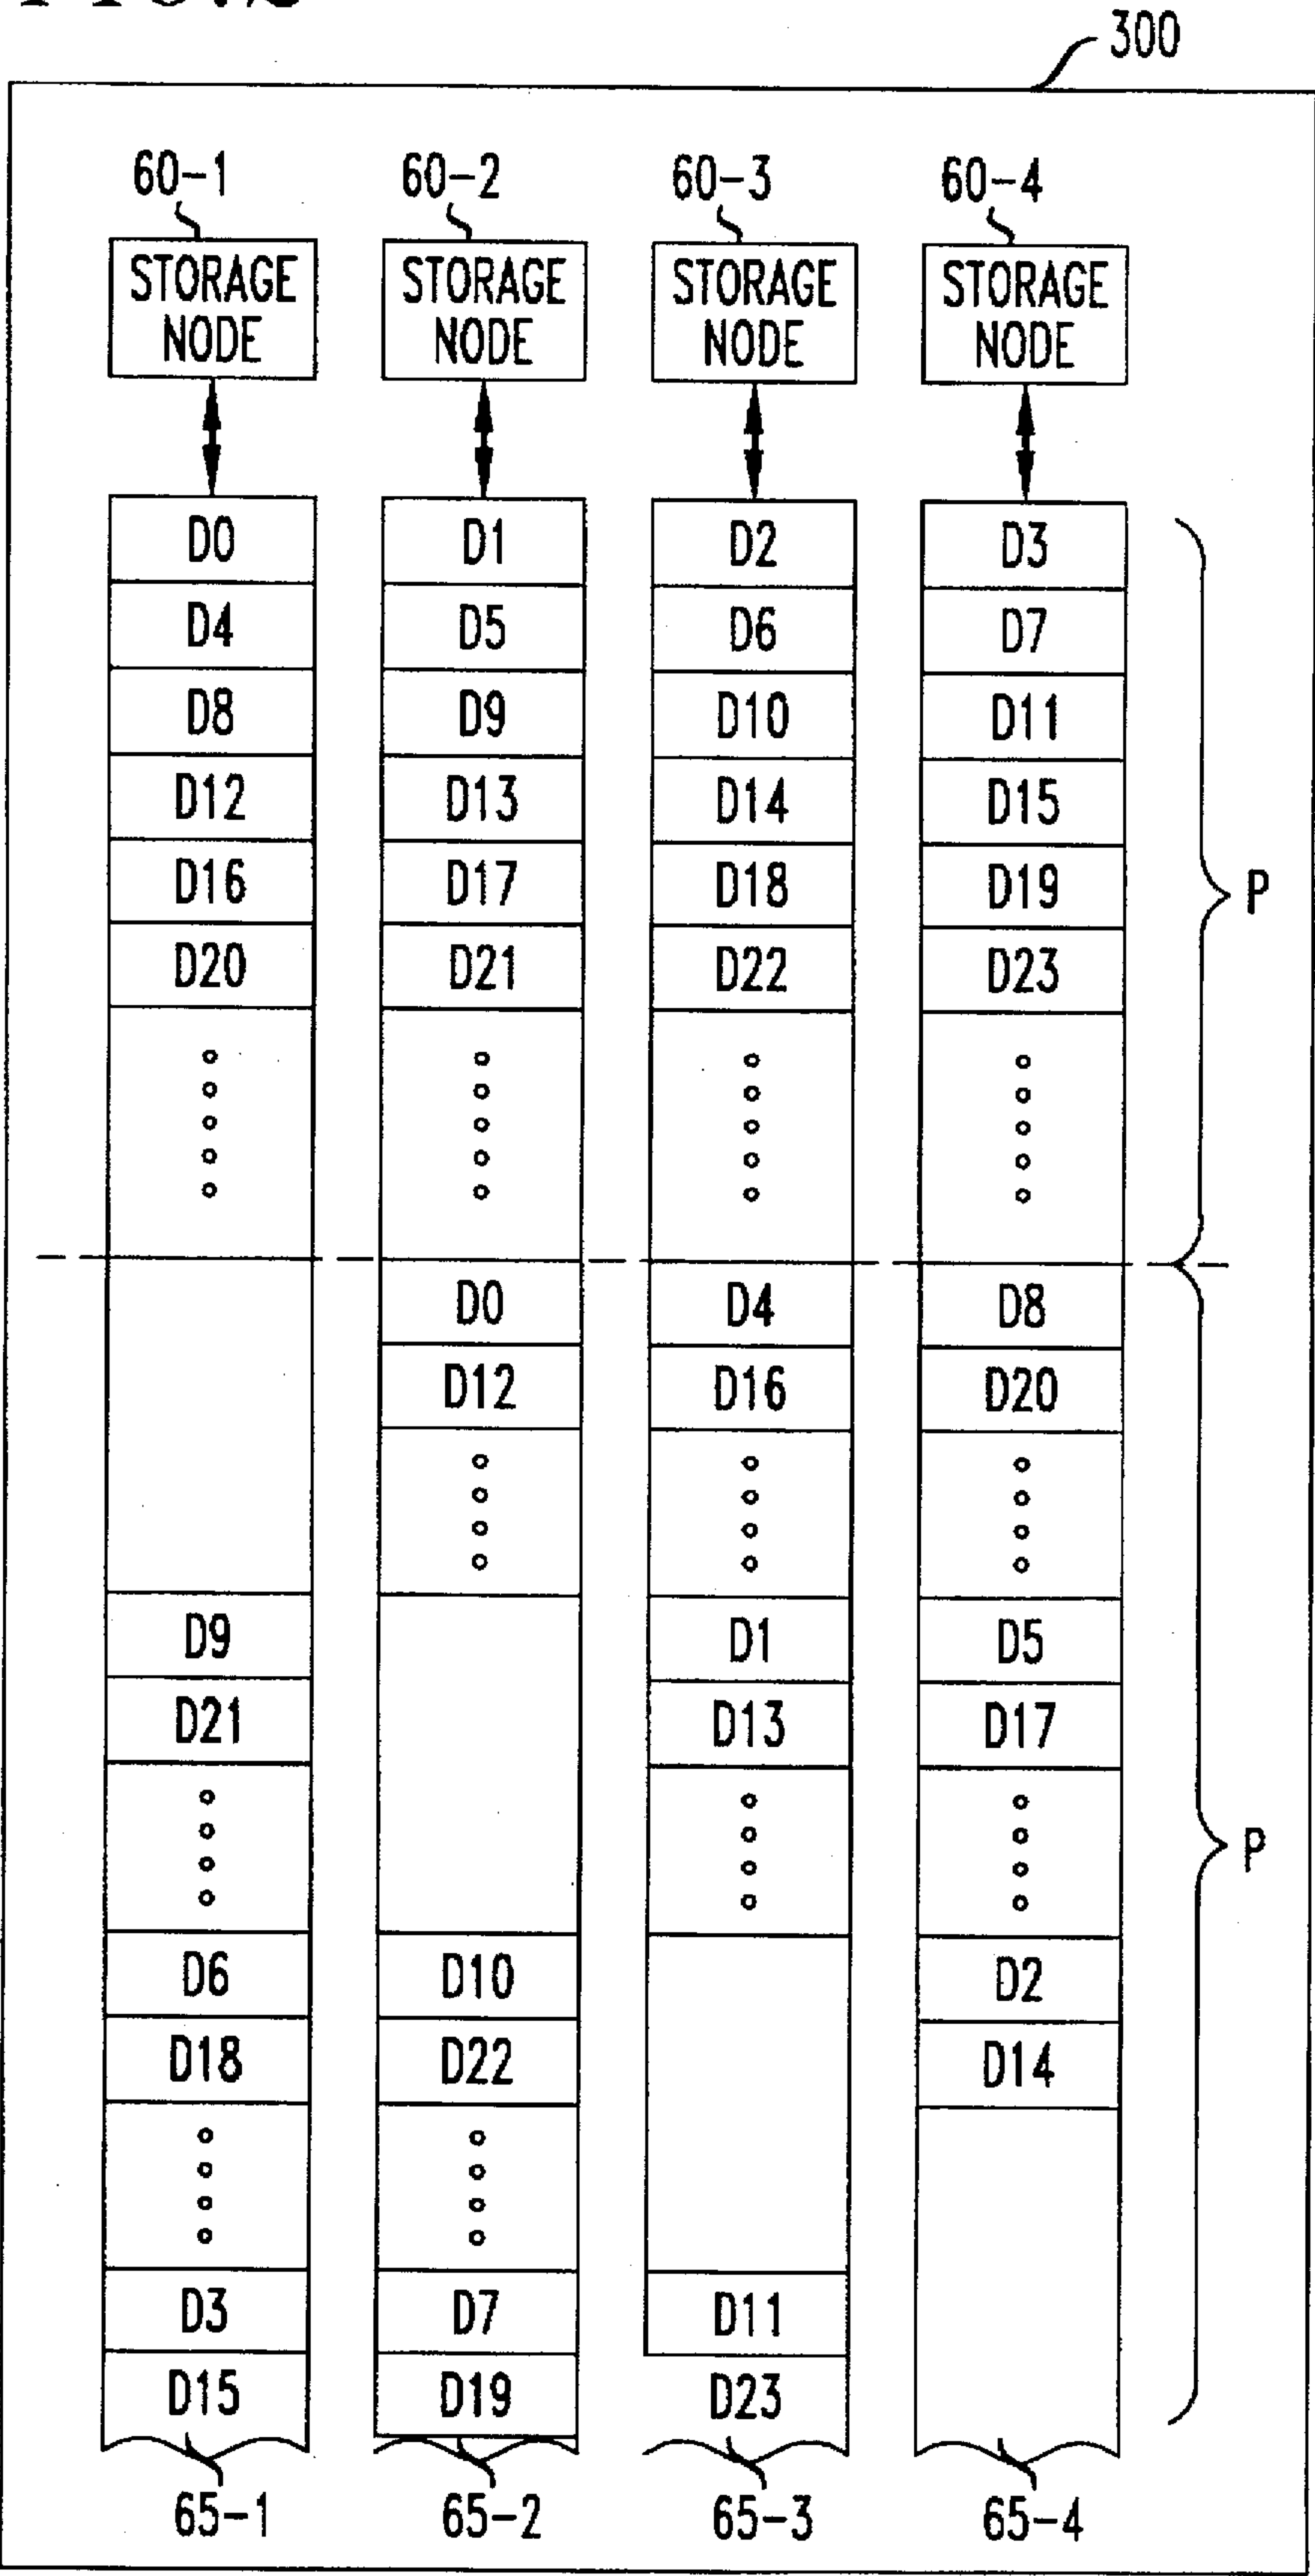 300
60-1 60-2 60-3 60-4
STORAGE NODE STORAGE NODE STORAGE NODE STORAGE NODE
D0 D1 D2 D3
D4 D5 D6 D7
D8 D9 D10 D11
D12 D13 D14 D15
D16 D17 D18 D19
P
D20 D21 D22 D23
D0 D4 D8
D12 D16 D20
D9 D1 D5
D21 D13 D17
P
D6 D10 D2
D18 D22 D14
D3 D7 D11
D15 D19 D23
65-1 65-2 65-3 65-4